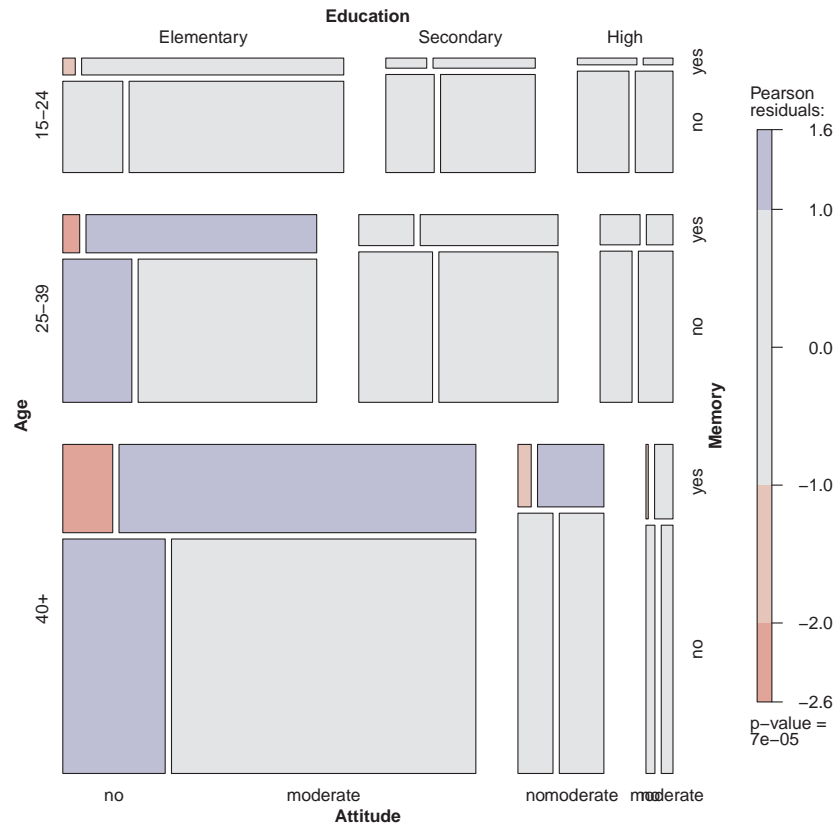 Education
Elementary Secondary High
15−24
yes
no
25−39
yes
no
Age
40+
yes
no
Memory
no moderate nomoderate
Attitude
Pearson
residuals:
1.6
1.0
0.0
−1.0
−2.0
−2.6
p−value =
7e−05